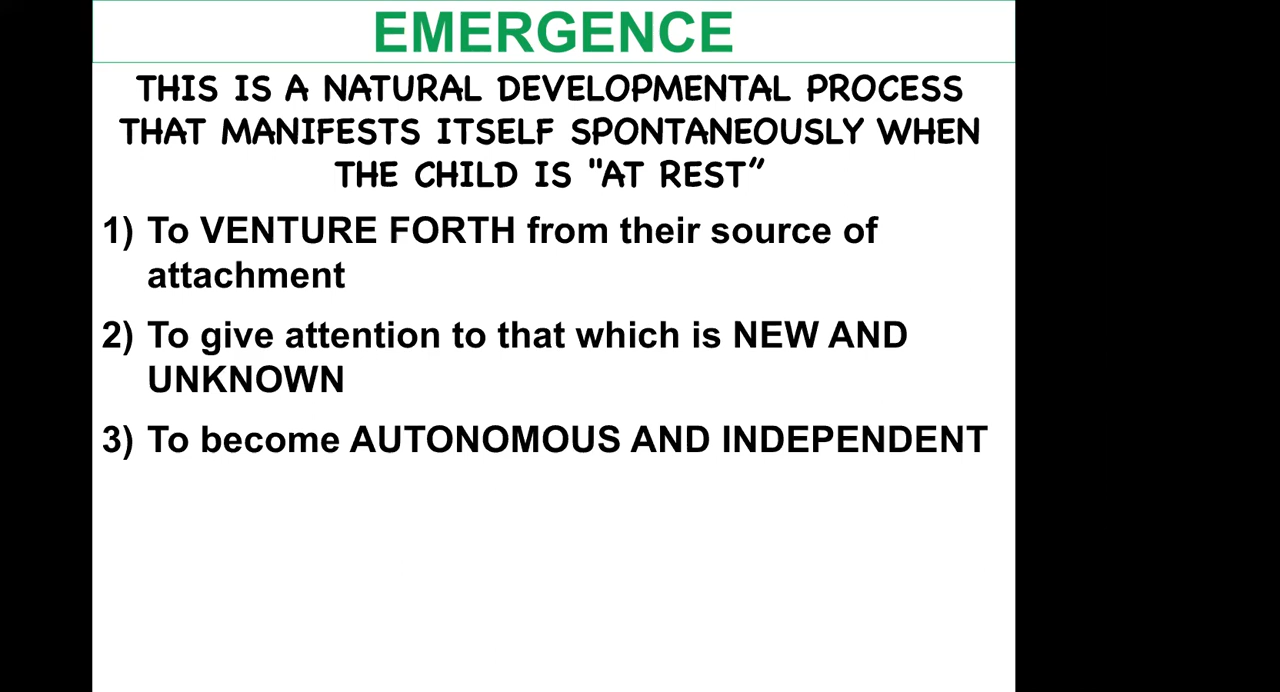 EMERGENCE
THIS IS A NATURAL DEVELOPMENTAL PROCESS
THAT MANIFESTS ITSELF SPONTANEOUSLY WHEN
THE CHILD IS "AT REST”
1) To VENTURE FORTH from their source of
attachment
2) To give attention to that which is NEW AND
UNKNOWN
3) To become AUTONOMOUS AND INDEPENDENT